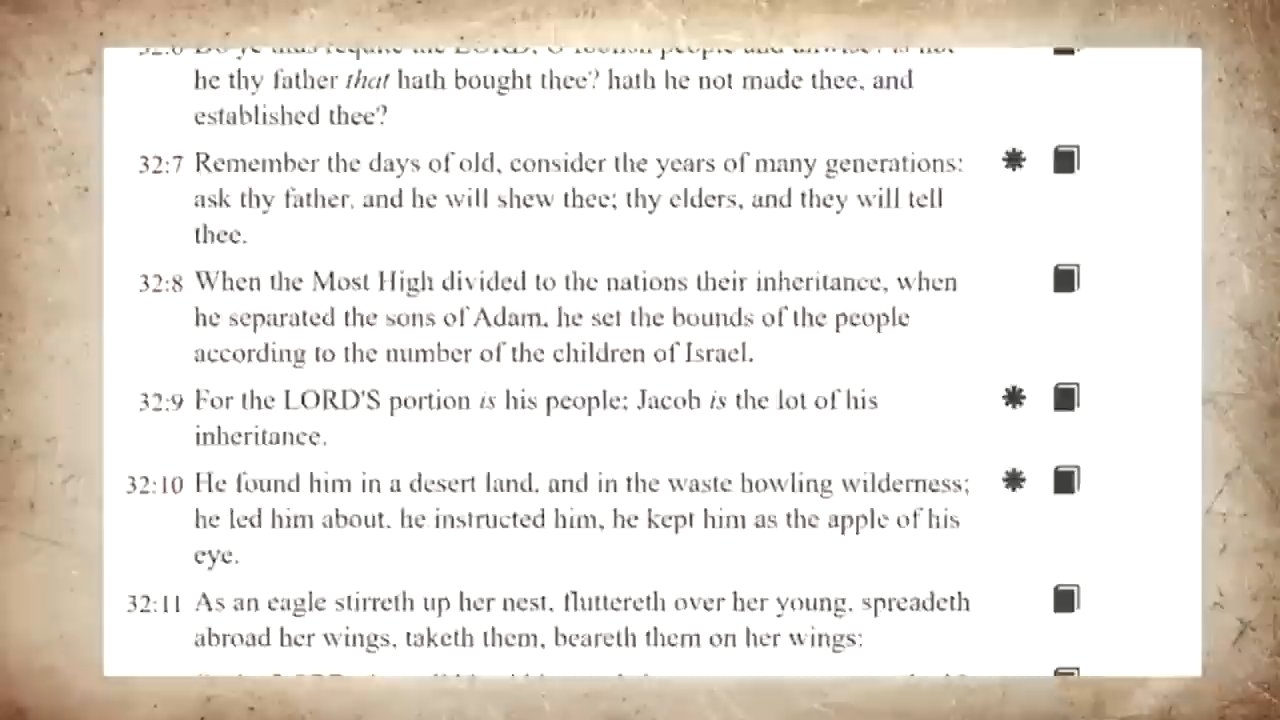 he thy father that hath bought thee? hath he not made thee, and
established thee?
32:7 Remember the days of old, consider the years of many generations:
ask thy father, and he will shew thee; thy elders, and they will tell
thee.
32:8 When the Most High divided to the nations their inheritance, when
he separated the sons of Adam, he set the bounds of the people
according to the number of the children of Israel.
32:9 For the LORD'S portion is his people; Jacob is the lot of his
inheritance.
32:10 He found him in a desert land, and in the waste howling wilderness;
he led him about, he instructed him, he kept him as the apple of his
eye.
32:11 As an eagle stirreth up her nest, fluttereth over her young, spreadeth
abroad her wings, taketh them, beareth them on her wings: